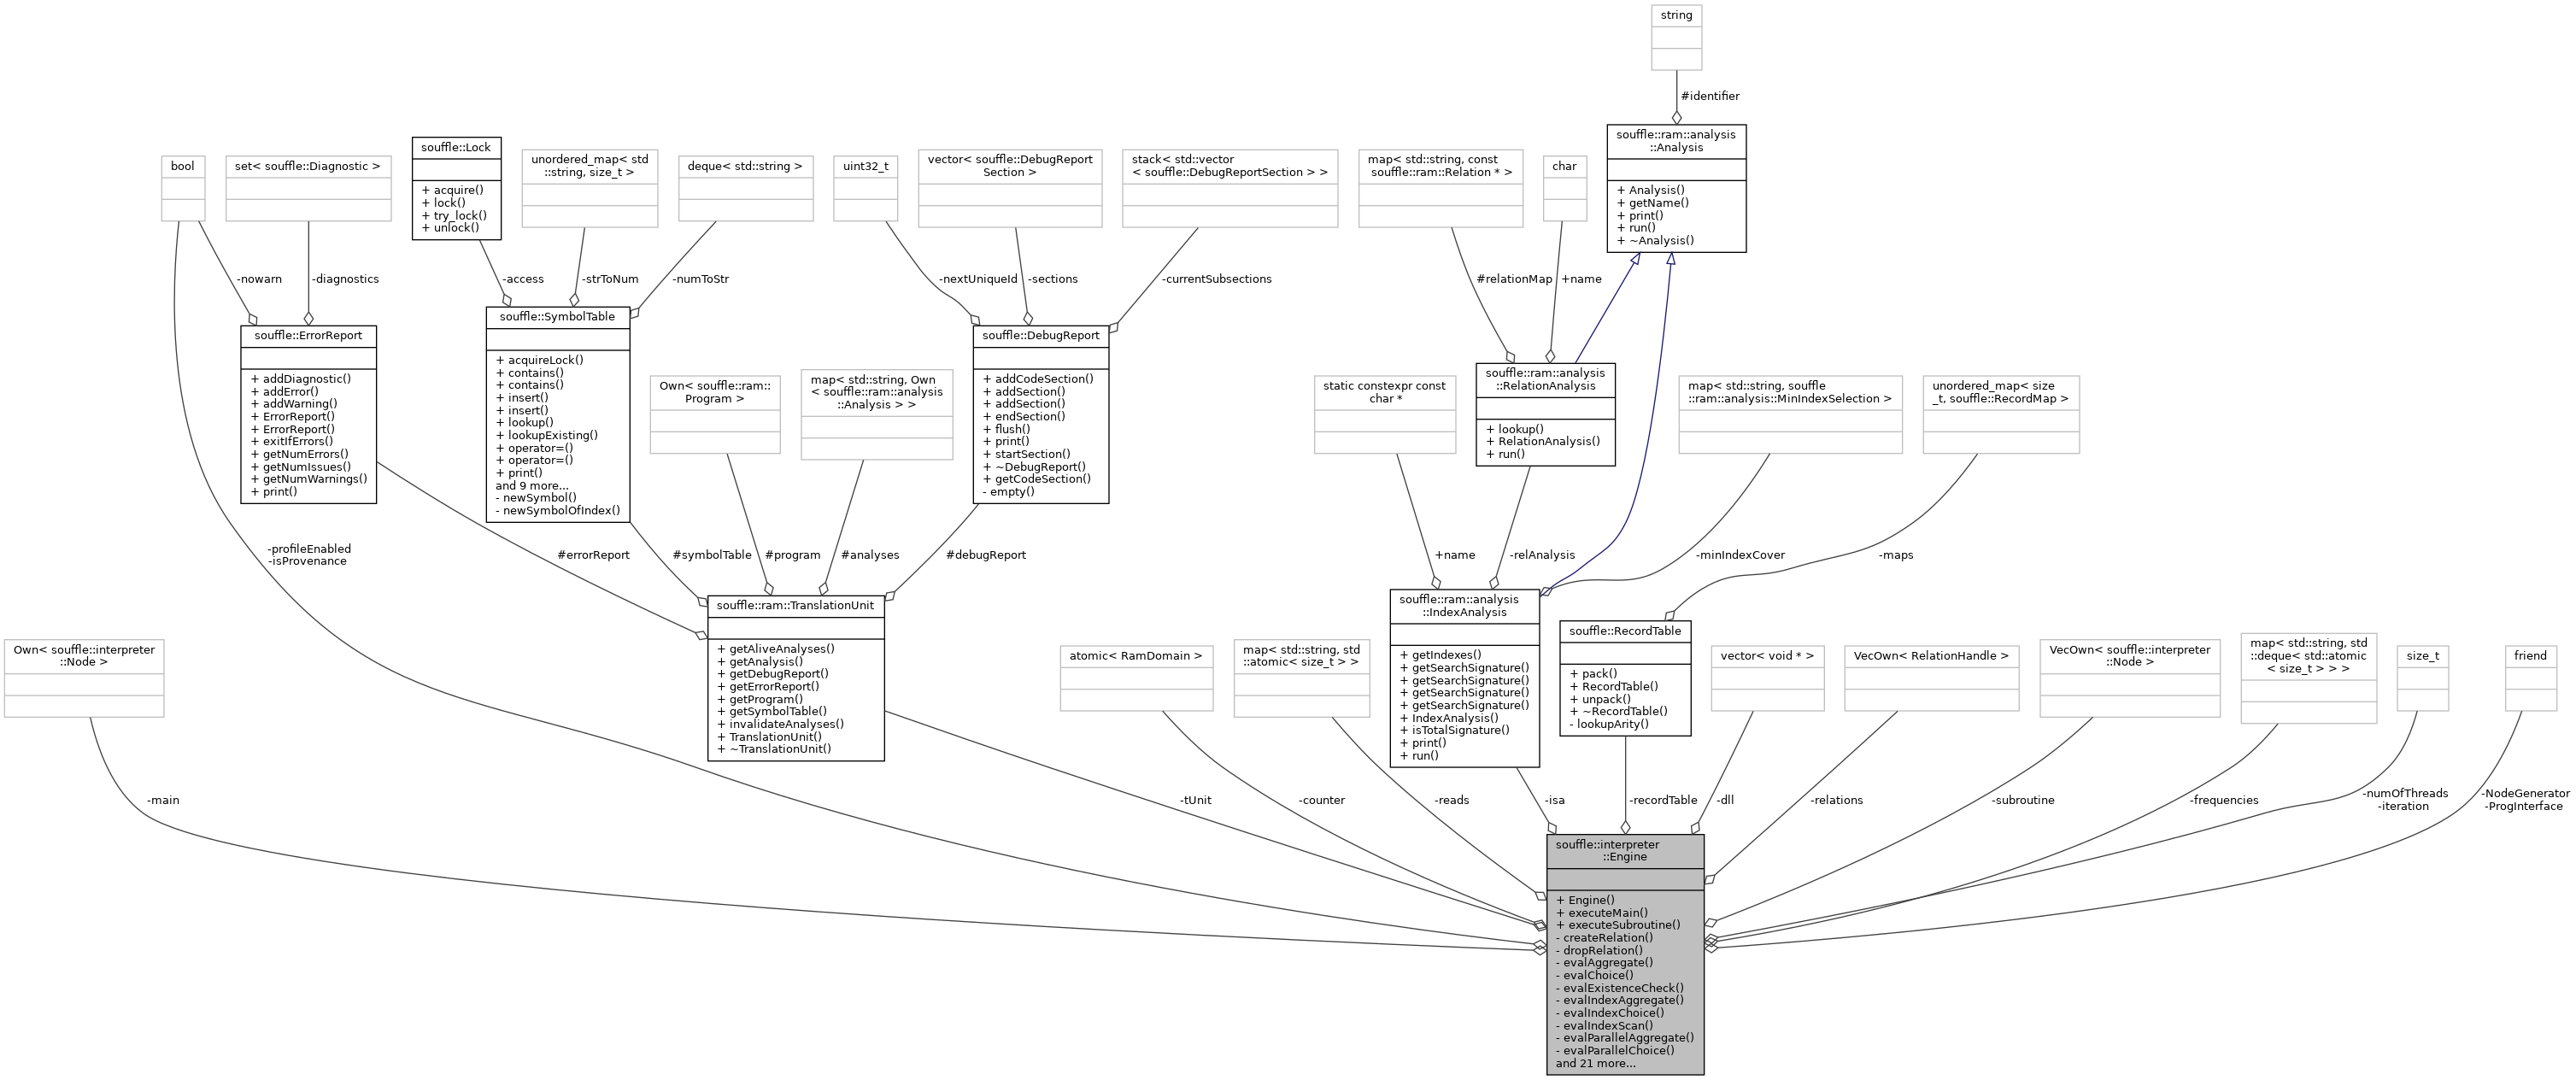 string
#identifier
souffle::ram::analysis
::Analysis
+ Analysis()
+ getName()
+ print()
+ run()
+ ~Analysis()
bool
set< souffle::Diagnostic >
souffle::Lock
+ acquire()
+ lock()
+ try_lock()
+ unlock()
unordered_map< std
::string, size_t >
deque< std::string >
uint32_t
vector< souffle::DebugReport
Section >
stack< std::vector
< souffle::DebugReportSection > >
map< std::string, const
souffle::ram::Relation * >
char
-nowarn
-diagnostics
-access
-strToNum
-numToStr
-nextUniqueId
-sections
-currentSubsections
#relationMap
+name
souffle::ErrorReport
+ addDiagnostic()
+ addError()
+ addWarning()
+ ErrorReport()
+ ErrorReport()
+ exitIfErrors()
+ getNumErrors()
+ getNumIssues()
+ getNumWarnings()
+ print()
souffle::SymbolTable
+ acquireLock()
+ contains()
+ contains()
+ insert()
+ insert()
+ lookup()
+ lookupExisting()
+ operator=()
+ operator=()
+ print()
and 9 more...
- newSymbol()
- newSymbolOfIndex()
Own< souffle::ram::
Program >
map< std::string, Own
< souffle::ram::analysis
::Analysis > >
souffle::DebugReport
+ addCodeSection()
+ addSection()
+ addSection()
+ endSection()
+ flush()
+ print()
+ startSection()
+ ~DebugReport()
+ getCodeSection()
- empty()
static constexpr const
char *
souffle::ram::analysis
::RelationAnalysis
+ lookup()
+ RelationAnalysis()
+ run()
map< std::string, souffle
::ram::analysis::MinIndexSelection >
unordered_map< size
_t, souffle::RecordMap >
-profileEnabled
-isProvenance
#errorReport
#symbolTable
#program
#analyses
#debugReport
+name
-relAnalysis
-minIndexCover
-maps
Own< souffle::interpreter
::Node >
souffle::ram::TranslationUnit
+ getAliveAnalyses()
+ getAnalysis()
+ getDebugReport()
+ getErrorReport()
+ getProgram()
+ getSymbolTable()
+ invalidateAnalyses()
+ TranslationUnit()
+ ~TranslationUnit()
atomic< RamDomain >
map< std::string, std
::atomic< size_t > >
souffle::ram::analysis
::IndexAnalysis
+ getIndexes()
+ getSearchSignature()
+ getSearchSignature()
+ getSearchSignature()
+ getSearchSignature()
+ IndexAnalysis()
+ isTotalSignature()
+ print()
+ run()
souffle::RecordTable
+ pack()
+ RecordTable()
+ unpack()
+ ~RecordTable()
- lookupArity()
vector< void * >
VecOwn< RelationHandle >
VecOwn< souffle::interpreter
::Node >
map< std::string, std
::deque< std::atomic
< size_t > > >
size_t
friend
-main
-tUnit
-counter
-reads
-isa
-recordTable
-dll
-relations
-subroutine
-frequencies
-numOfThreads
-iteration
-NodeGenerator
-ProgInterface
souffle::interpreter
::Engine
+ Engine()
+ executeMain()
+ executeSubroutine()
- createRelation()
- dropRelation()
- evalAggregate()
- evalChoice()
- evalExistenceCheck()
- evalIndexAggregate()
- evalIndexChoice()
- evalIndexScan()
- evalParallelAggregate()
- evalParallelChoice()
and 21 more...